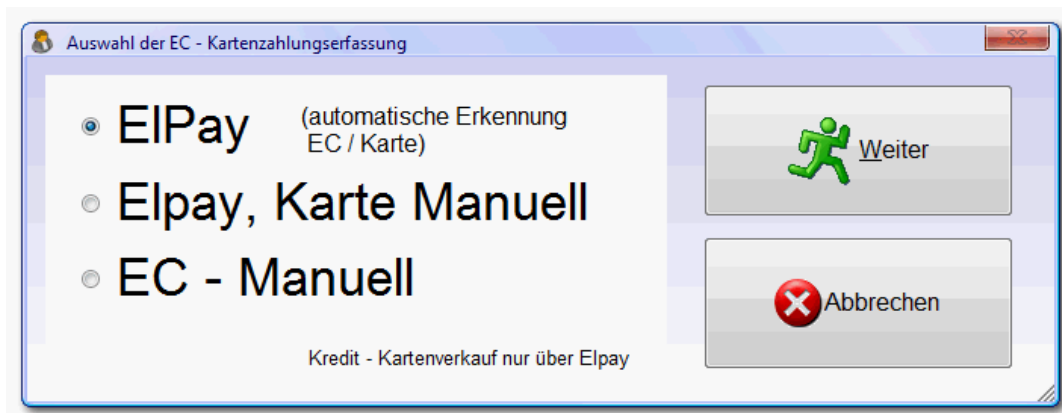 Auswahl der EC - Kartenzahlungserfassung
ElPay (automatische Erkennung
EC / Karte)
Elpay, Karte Manuell
EC - Manuell
Kredit - Kartenverkauf nur über Elpay
Weiter
Abbrechen